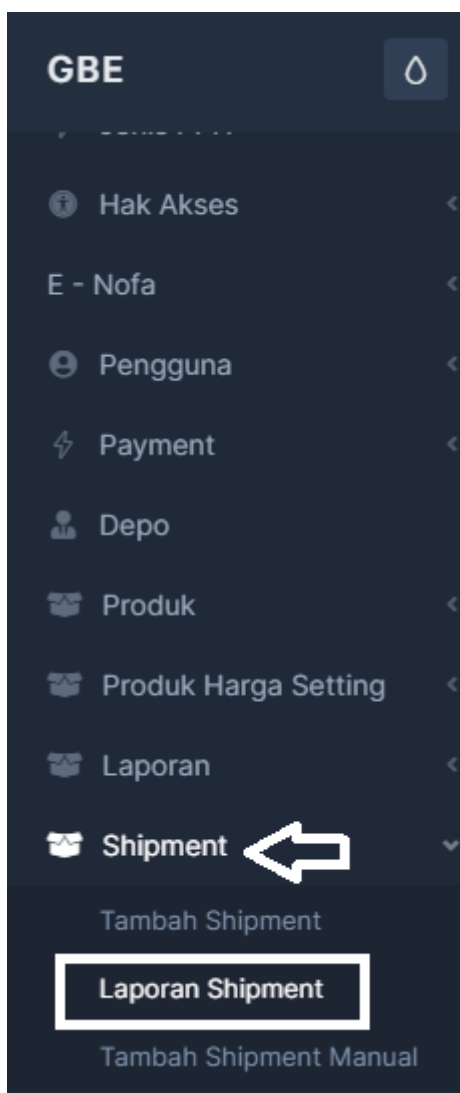 GBE
Hak Akses
E - Nofa
Pengguna
Payment
Depo
Produk
Produk Harga Setting
Laporan
Shipment
Tambah Shipment
Laporan Shipment
Tambah Shipment Manual